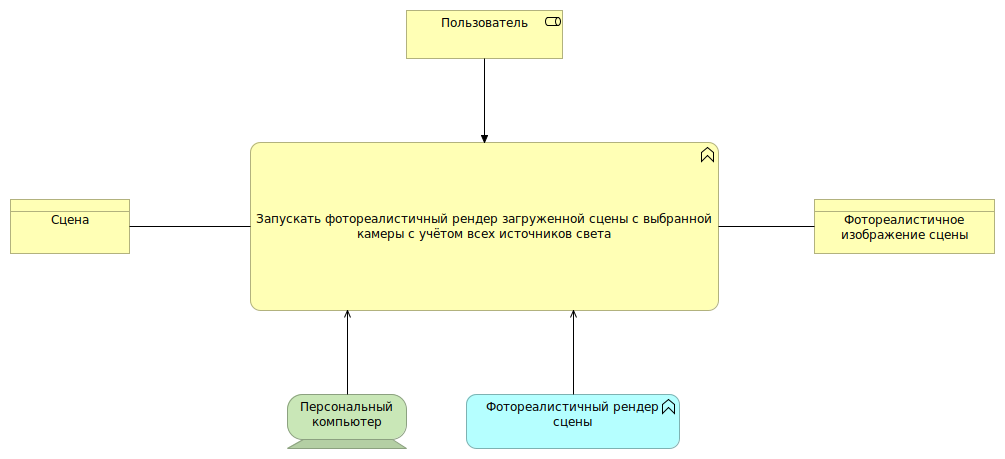 Пользователь
Запускать фотореалистичный рендер загруженной сцены с выбранной
камеры с учётом всех источников света
Сцена
Фотореалистичное
изображение сцены
Персональный
компьютер
Фотореалистичный рендер
сцены